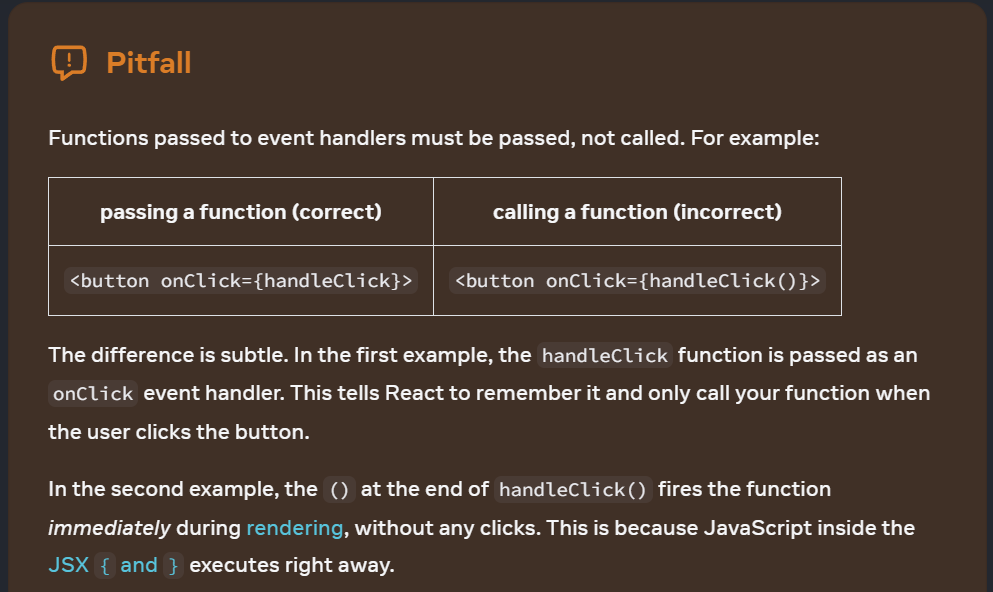 Pitfall
Functions passed to event handlers must be passed, not called. For example:
passing a function (correct) calling a function (incorrect)
<button onClick={handleClick}> <button onClick={handleClick()}>
The difference is subtle. In the first example, the handleClick function is passed as an
onClick event handler. This tells React to remember it and only call your function when
the user clicks the button.
In the second example, the () at the end of handleClick() fires the function
immediately during rendering, without any clicks. This is because JavaScript inside the
JSX { and } executes right away.